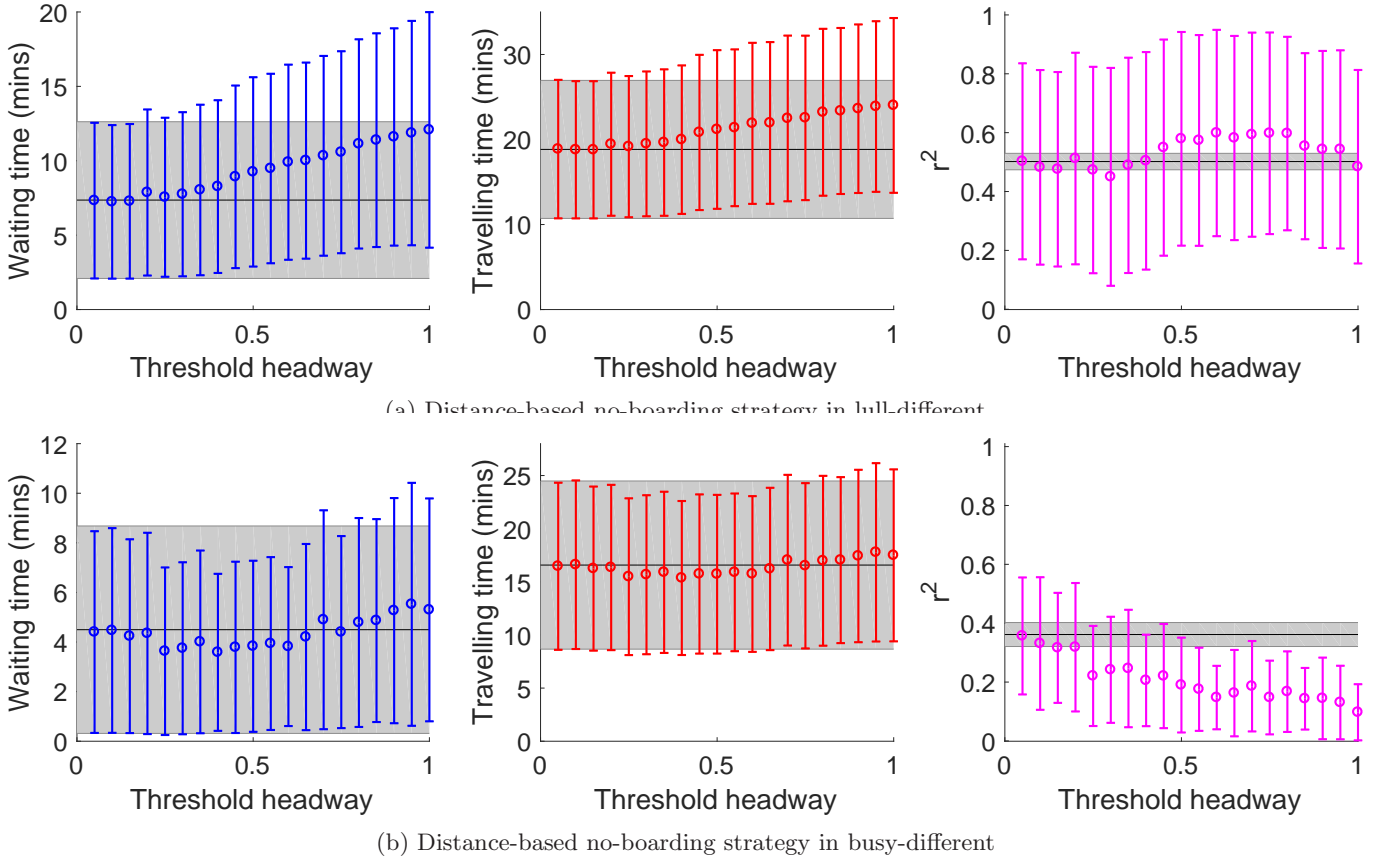 20
15
10
5
0
Waiting time (mins)
0 0.5 1
Threshold headway
30
20
10
0
Travelling time (mins)
0 0.5 1
Threshold headway
1
0.8
0.6
0.4
0.2
0
r²
0 0.5 1
Threshold headway
(a) Distance-based no-boarding strategy in lull-different
12
10
8
6
4
2
0
Waiting time (mins)
0 0.5 1
Threshold headway
25
20
15
10
5
0
Travelling time (mins)
0 0.5 1
Threshold headway
1
0.8
0.6
0.4
0.2
0
r²
0 0.5 1
Threshold headway
(b) Distance-based no-boarding strategy in busy-different